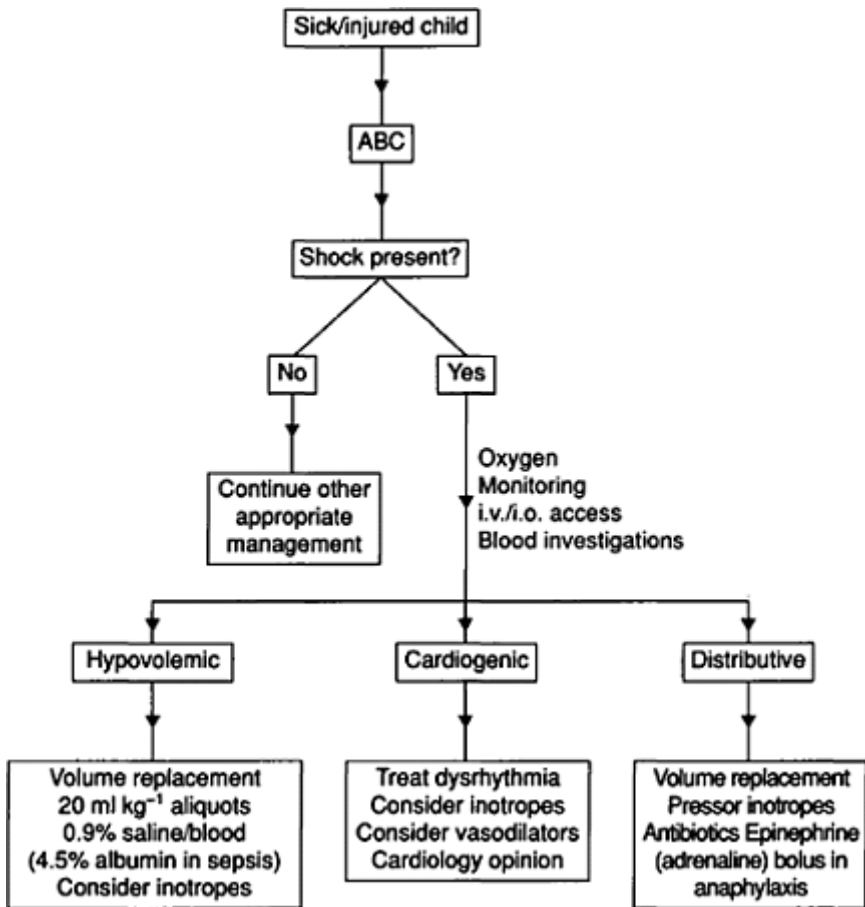 Sick/injured child
ABC
Shock present?
No
Yes
Continue other
appropriate
management
Oxygen
Monitoring
i.v./i.o. access
Blood investigations
Hypovolemic
Cardiogenic
Distributive
Volume replacement
20 ml kg⁻¹ aliquots
0.9% saline/blood
(4.5% albumin in sepsis)
Consider inotropes
Treat dysrhythmia
Consider inotropes
Consider vasodilators
Cardiology opinion
Volume replacement
Pressor inotropes
Antibiotics Epinephrine
(adrenaline) bolus in
anaphylaxis